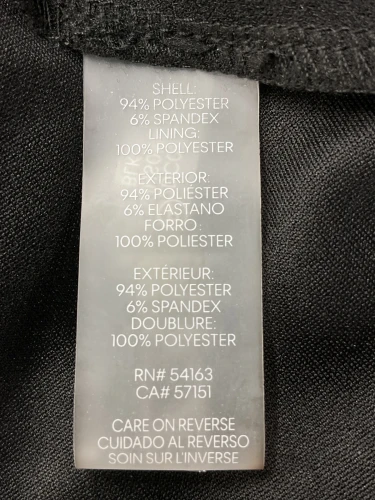 SHELL:
94% POLYESTER
6% SPANDEX
LINING:
100% POLYESTER
EXTERIOR:
94% POLIÉSTER
6% ELASTANO
FORRO:
100% POLIESTER
EXTÉRIEUR:
94% POLYESTER
6% SPANDEX
DOUBLURE:
100% POLYESTER
RN# 54163
CA# 57151
CARE ON REVERSE
CUIDADO AL REVERSO
SOIN SUR L'INVERSE